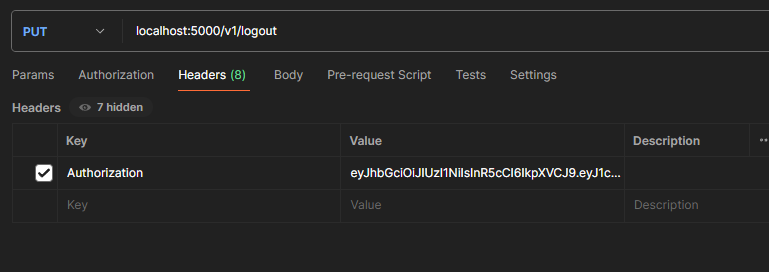 PUT localhost:5000/v1/logout
Params Authorization Headers (8) Body Pre-request Script Tests Settings
Headers 7 hidden
Key Value Description ...
Authorization eyJhbGciOiJIUzI1NiIsInR5cCI6IkpXVCJ9.eyJ1c...
Key Value Description